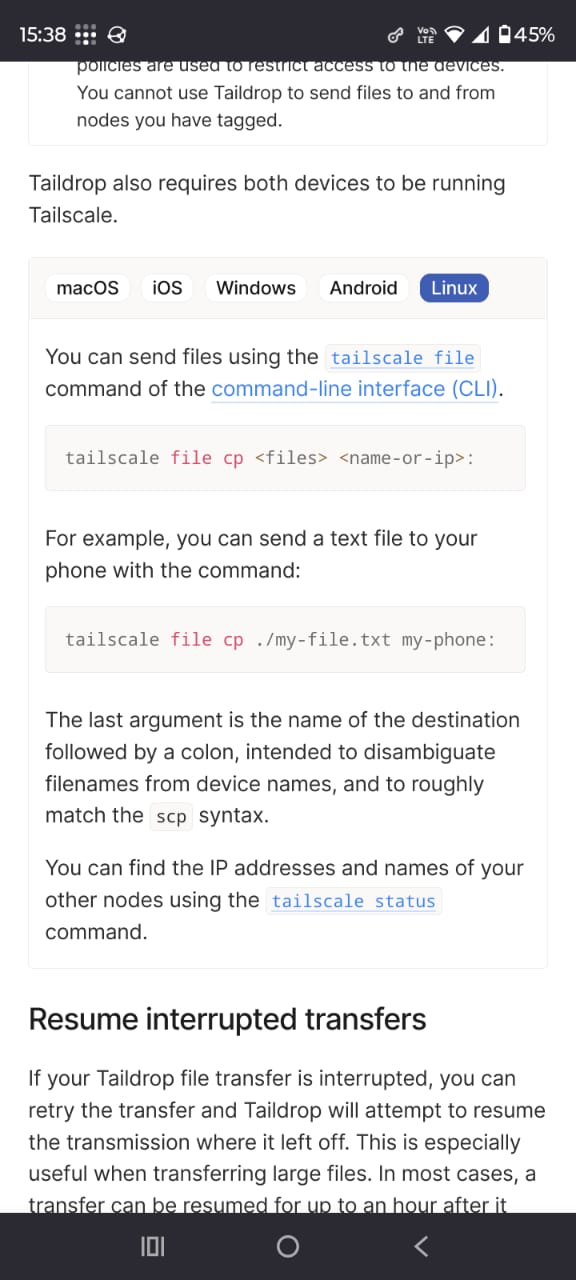 15:38
Vo)) LTE
45%
policies are used to restrict access to the devices.
You cannot use Taildrop to send files to and from
nodes you have tagged.
Taildrop also requires both devices to be running
Tailscale.
macOS iOS Windows Android Linux
You can send files using the tailscale file
command of the command-line interface (CLI).
tailscale file cp <files> <name-or-ip>:
For example, you can send a text file to your
phone with the command:
tailscale file cp ./my-file.txt my-phone:
The last argument is the name of the destination
followed by a colon, intended to disambiguate
filenames from device names, and to roughly
match the scp syntax.
You can find the IP addresses and names of your
other nodes using the tailscale status
command.
Resume interrupted transfers
If your Taildrop file transfer is interrupted, you can
retry the transfer and Taildrop will attempt to resume
the transmission where it left off. This is especially
useful when transferring large files. In most cases, a
transfer can be resumed for up to an hour after it